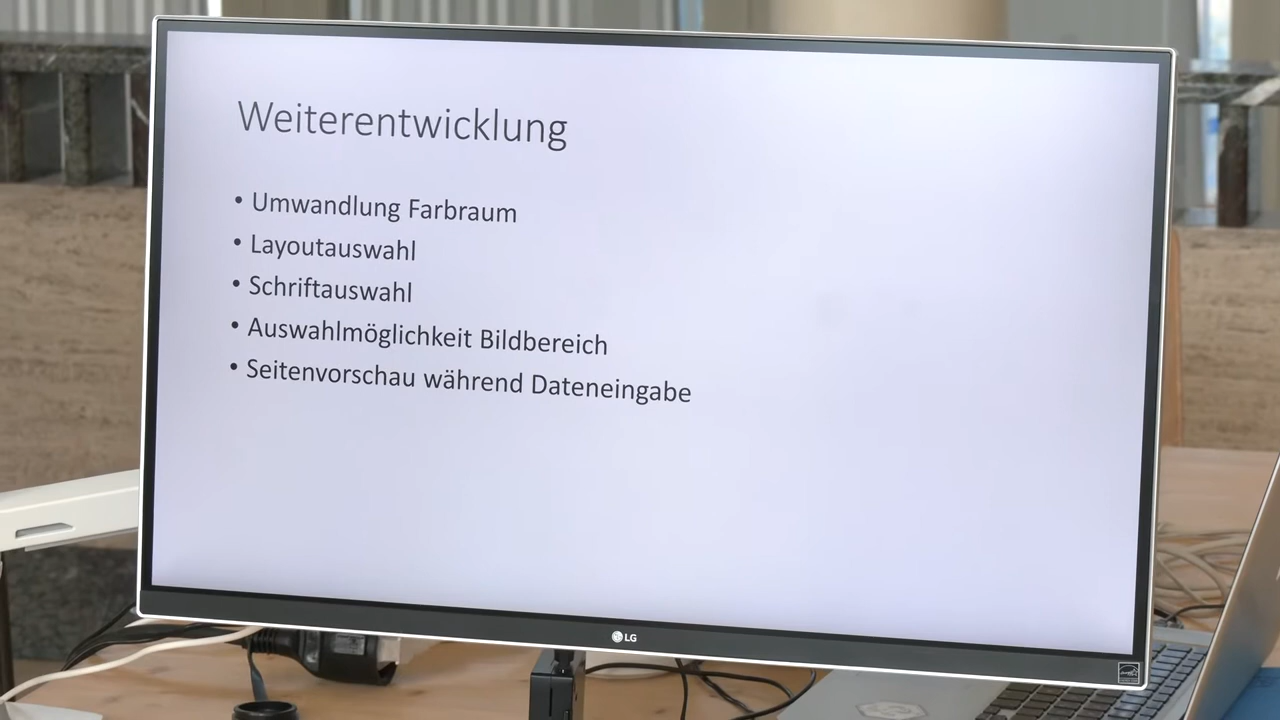 Weiterentwicklung
• Umwandlung Farbraum
• Layoutauswahl
• Schriftauswahl
• Auswahlmöglichkeit Bildbereich
• Seitenvorschau während Dateneingabe
LG